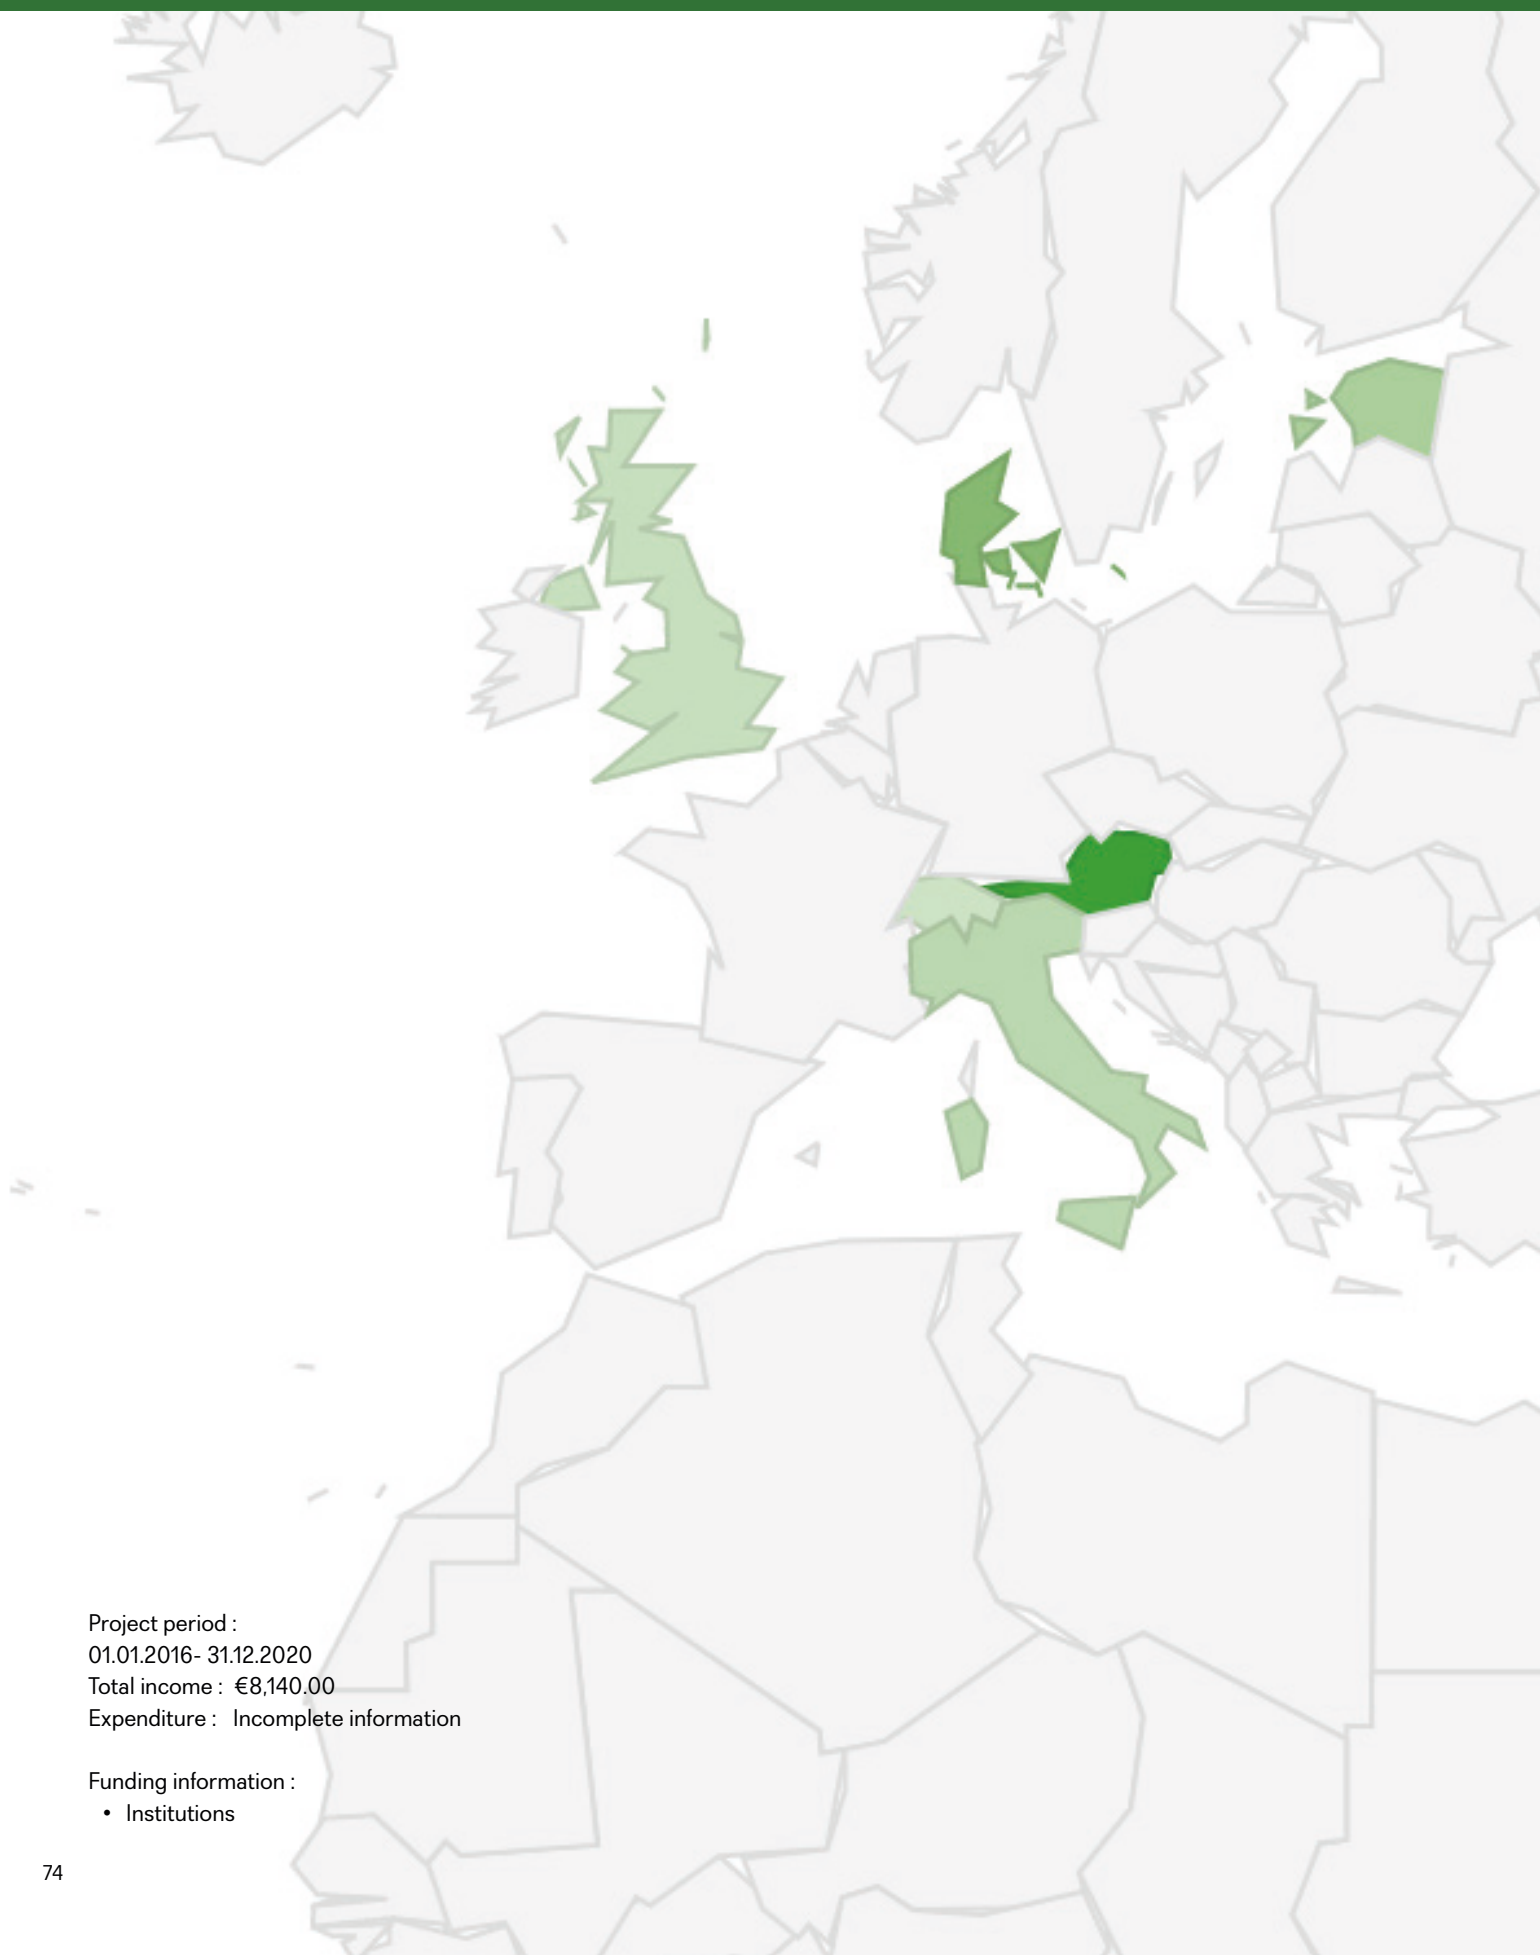 Project period :
01.01.2016- 31.12.2020
Total income : €8,140.00
Expenditure : Incomplete information
Funding information :
• Institutions
74